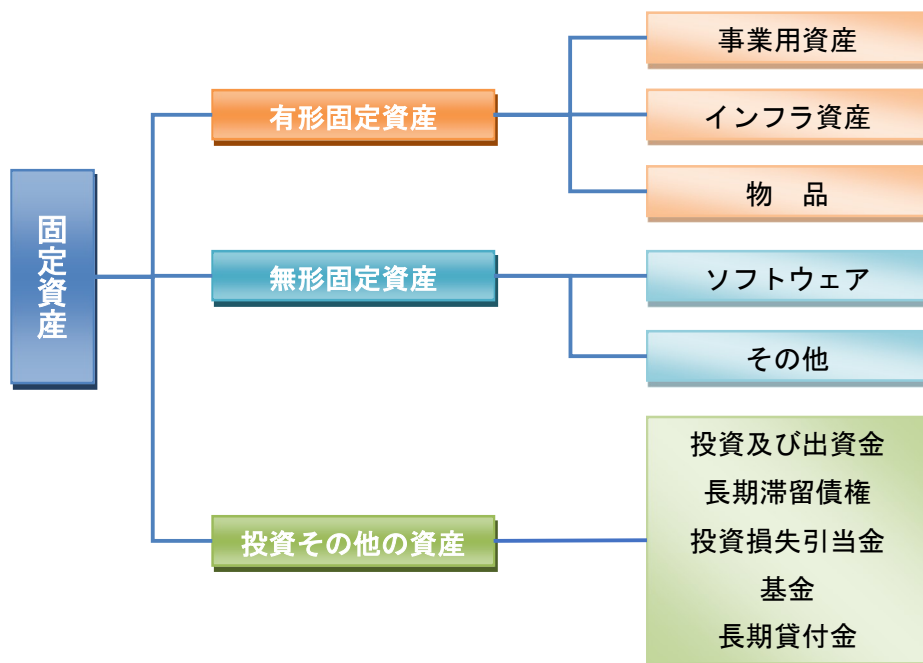 固定資産
有形固定資産
事業用資産
インフラ資産
物　品
無形固定資産
ソフトウェア
その他
投資その他の資産
投資及び出資金
長期滞留債権
投資損失引当金
基金
長期貸付金